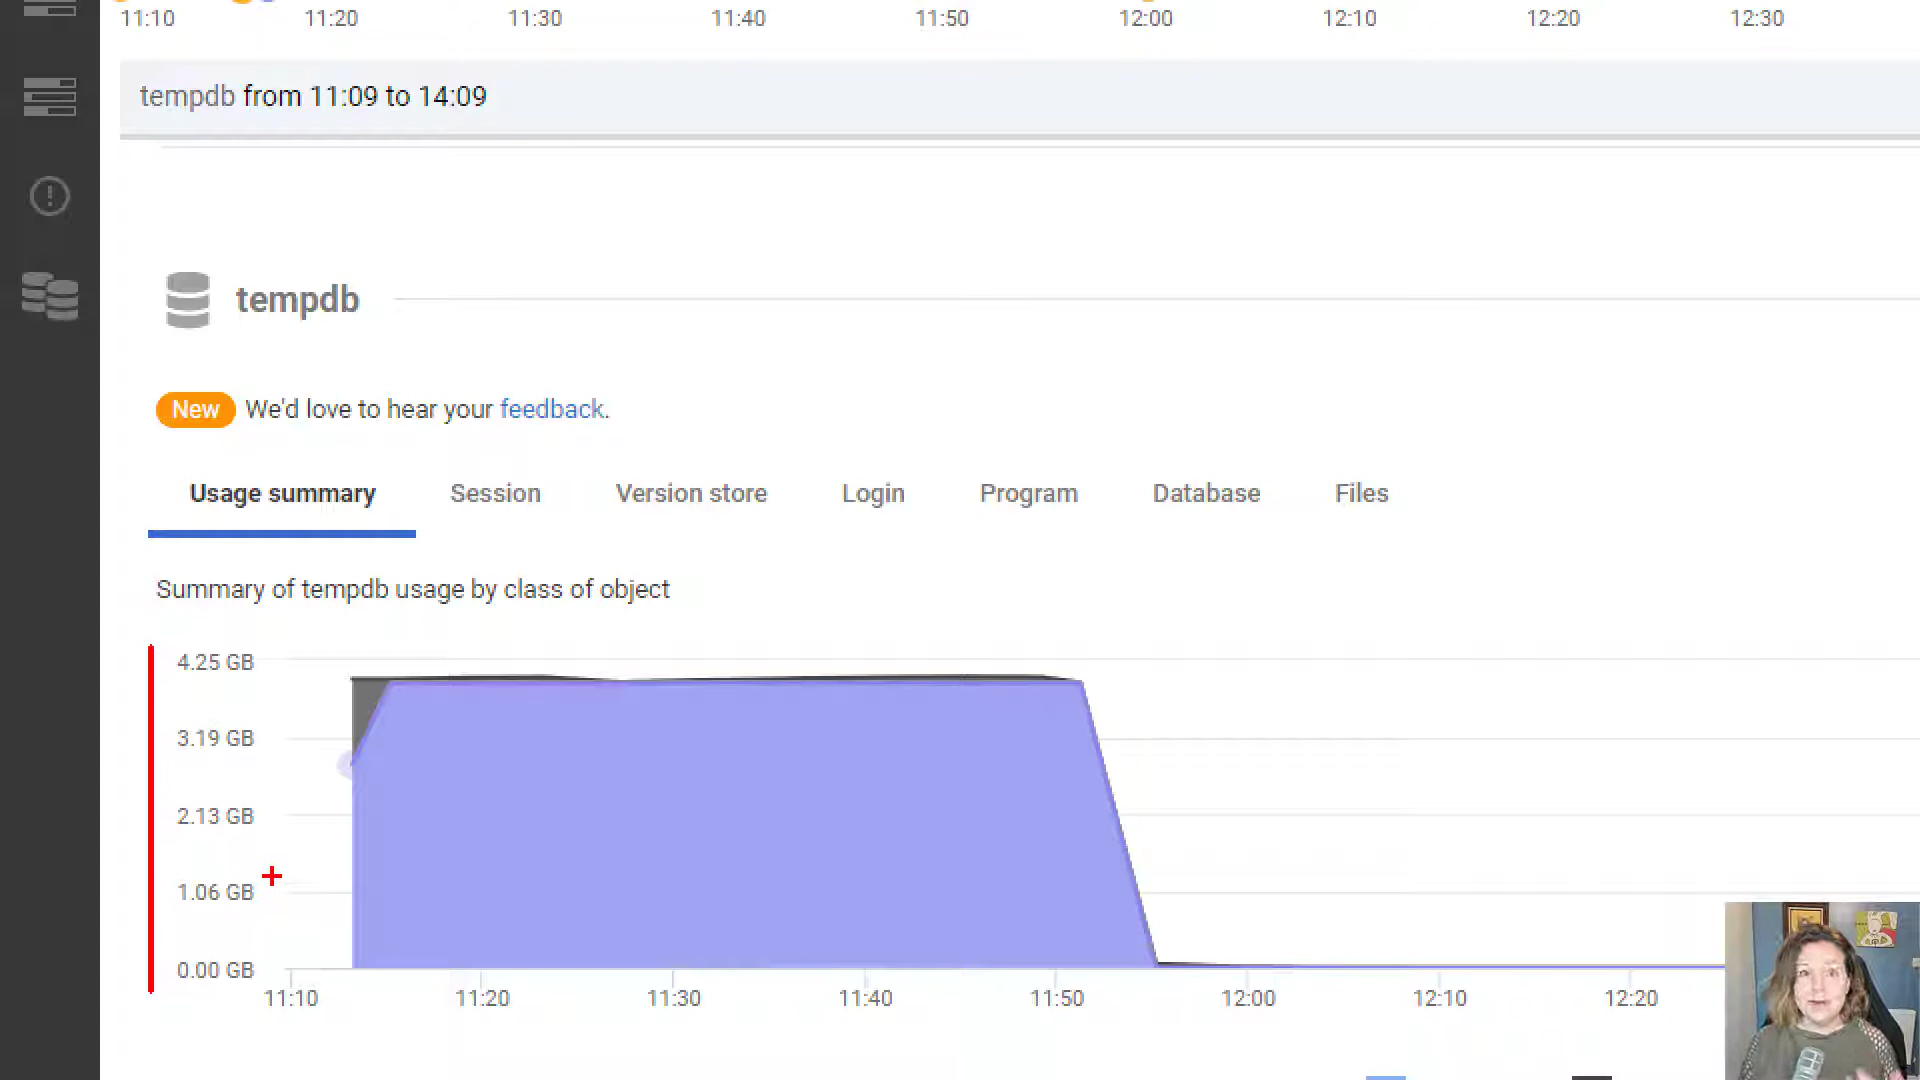 11:10 11:20 11:30 11:40 11:50 12:00 12:10 12:20 12:30
tempdb from 11:09 to 14:09
tempdb
New We'd love to hear your feedback.
Usage summary Session Version store Login Program Database Files
Summary of tempdb usage by class of object
4.25 GB
3.19 GB
2.13 GB
1.06 GB
0.00 GB
11:10 11:20 11:30 11:40 11:50 12:00 12:10 12:20